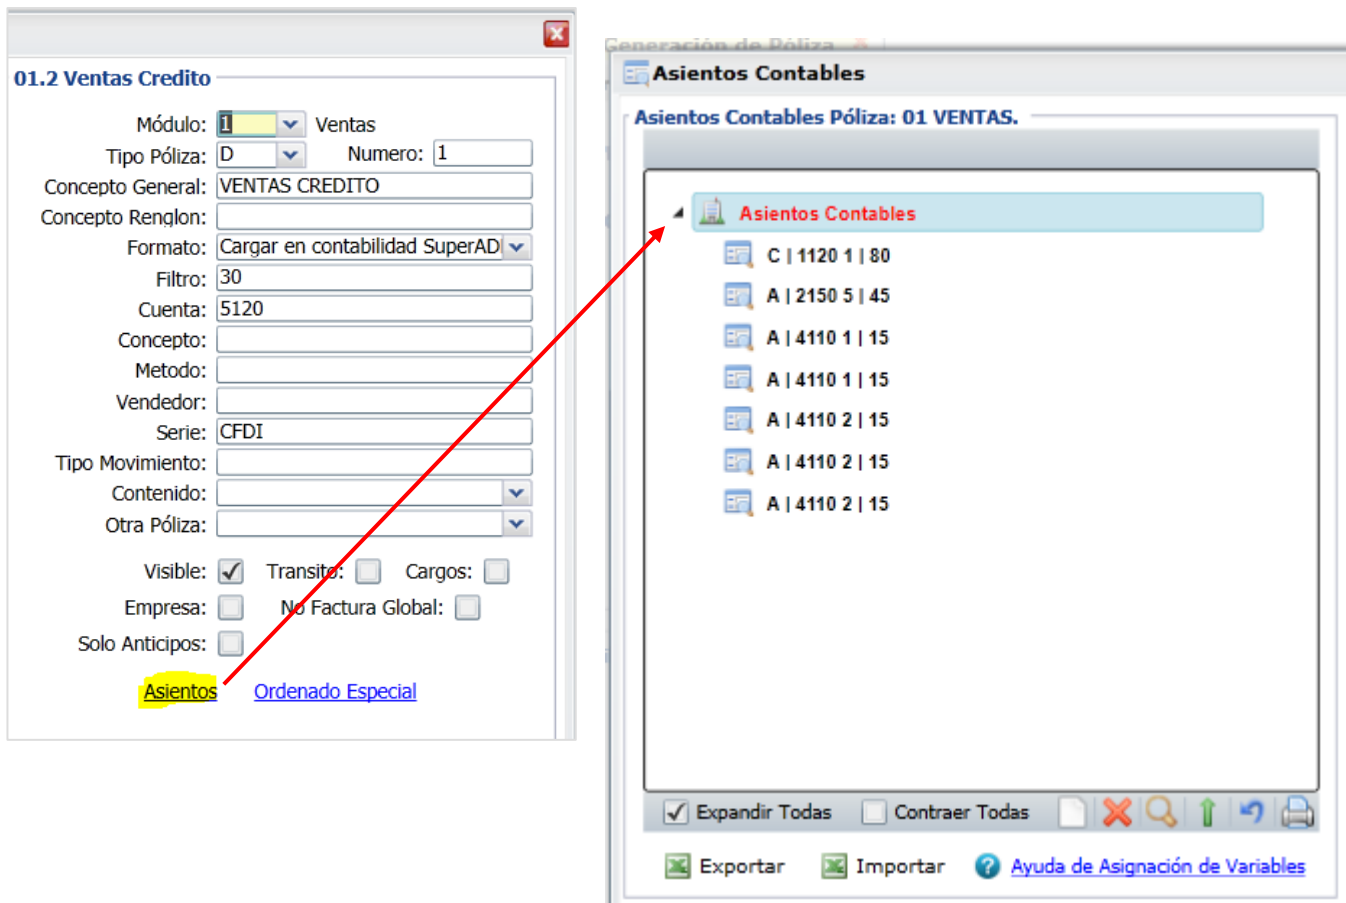 01.2 Ventas Credito
Módulo: 1 Ventas
Tipo Póliza: D Numero: 1
Concepto General: VENTAS CREDITO
Concepto Renglon:
Formato: Cargar en contabilidad SuperAD
Filtro: 30
Cuenta: 5120
Concepto:
Metodo:
Vendedor:
Serie: CFDI
Tipo Movimiento:
Contenido:
Otra Póliza:
Visible: Transito: Cargos:
Empresa: No Factura Global:
Solo Anticipos:
Asientos Ordenado Especial
Generación de Póliza
Asientos Contables
Asientos Contables Póliza: 01 VENTAS.
Asientos Contables
C | 1120 1 | 80
A | 2150 5 | 45
A | 4110 1 | 15
A | 4110 1 | 15
A | 4110 2 | 15
A | 4110 2 | 15
A | 4110 2 | 15
Expandir Todas Contraer Todas
Exportar Importar Ayuda de Asignación de Variables